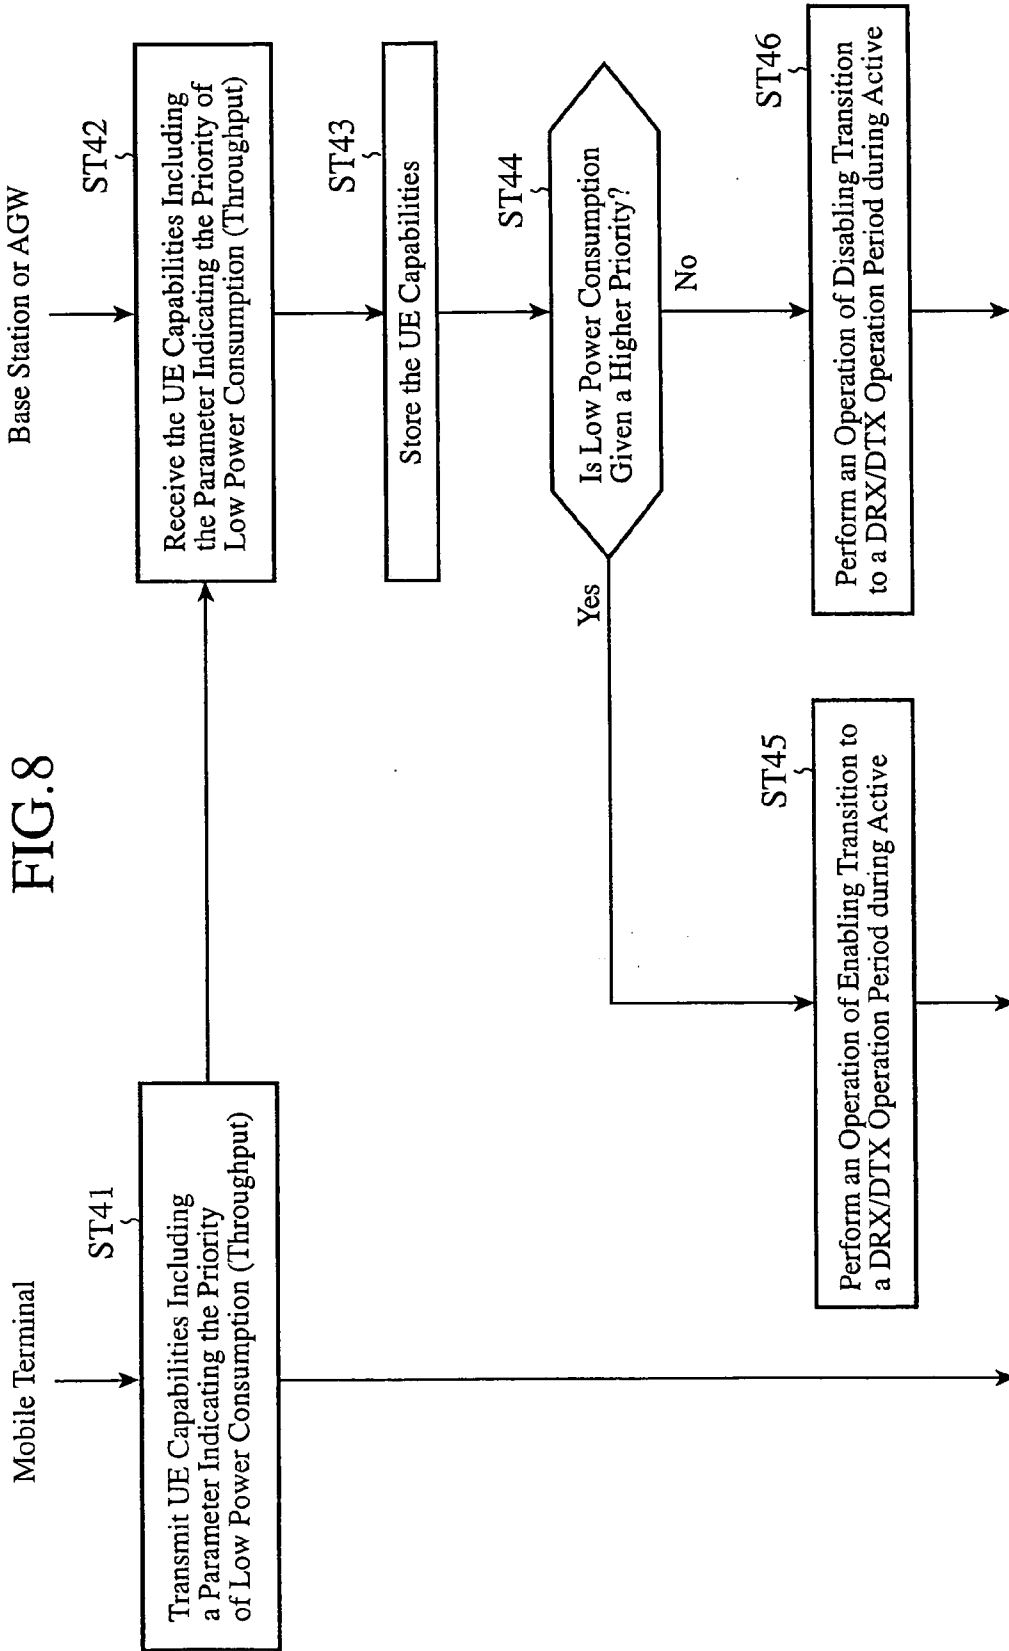 FIG.8
Mobile Terminal
ST41
Transmit UE Capabilities Including
a Parameter Indicating the Priority
of Low Power Consumption (Throughput)
Base Station or AGW
ST42
Receive the UE Capabilities Including
the Parameter Indicating the Priority of
Low Power Consumption (Throughput)
ST43
Store the UE Capabilities
ST44
Is Low Power Consumption
Given a Higher Priority?
Yes
No
ST45
Perform an Operation of Enabling Transition to
a DRX/DTX Operation Period during Active
ST46
Perform an Operation of Disabling Transition
to a DRX/DTX Operation Period during Active